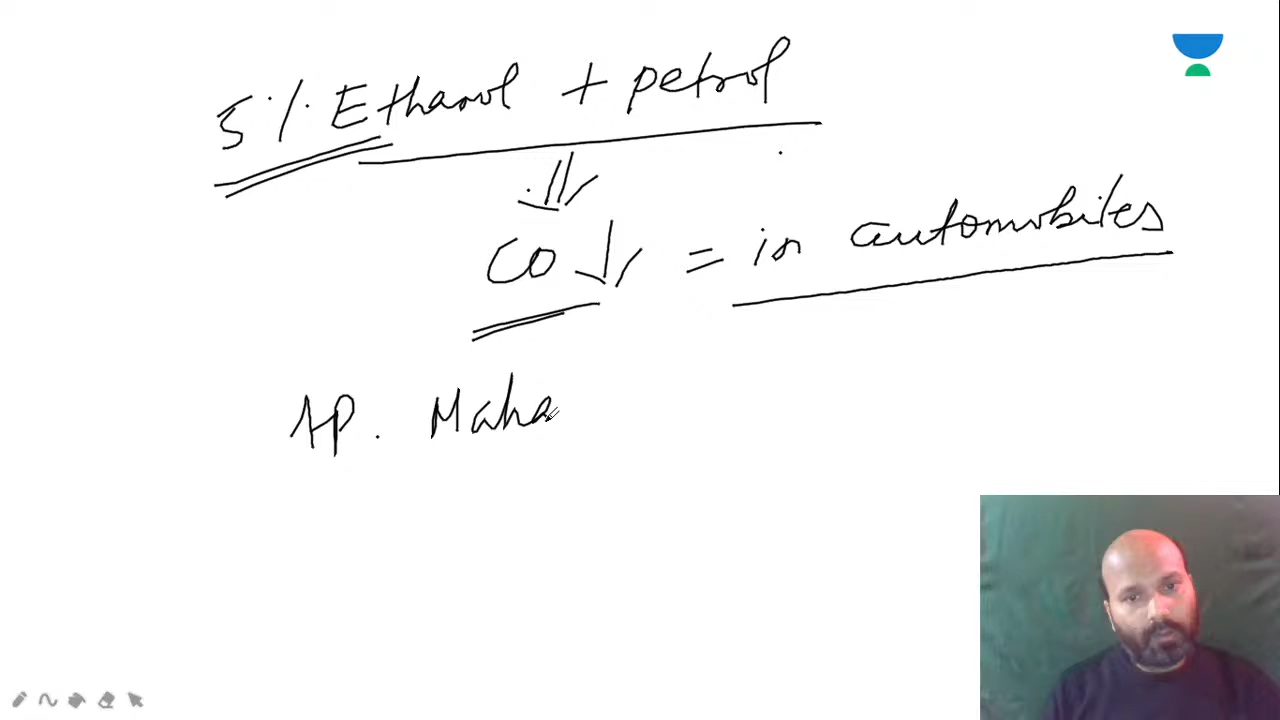 5% Ethanol + petrol
CO ↓ = in automobiles
AP. Maha